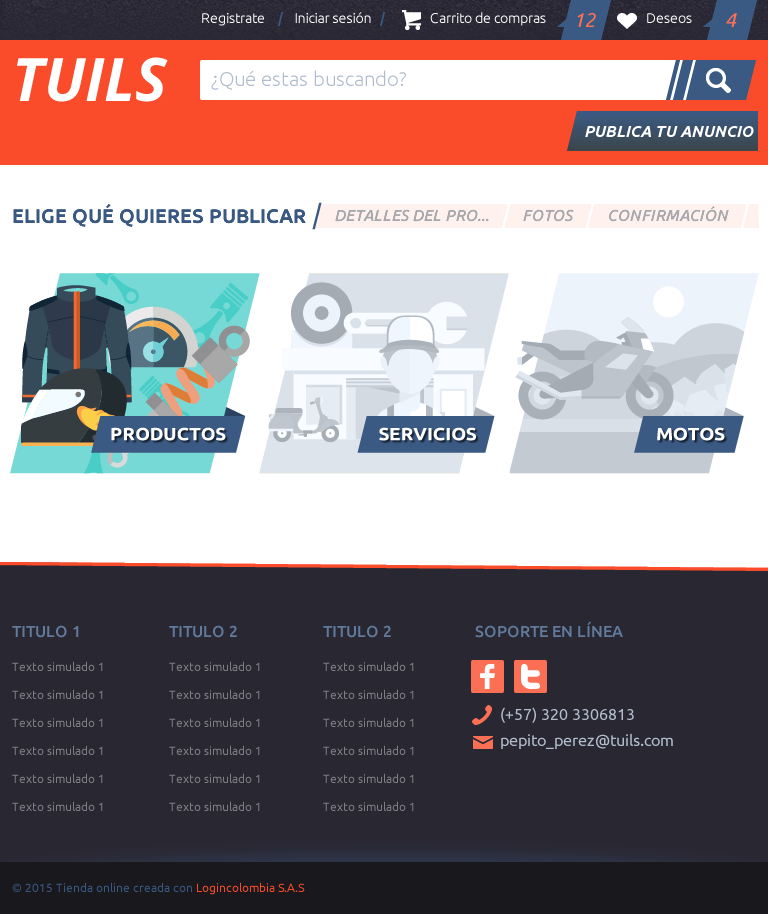 Registrate / Iniciar sesión / Carrito de compras 12 Deseos 4
TUILS
¿Qué estas buscando?
PUBLICA TU ANUNCIO
ELIGE QUÉ QUIERES PUBLICAR / DETALLES DEL PRO... FOTOS CONFIRMACIÓN
PRODUCTOS SERVICIOS MOTOS
TITULO 1 TITULO 2 TITULO 2 SOPORTE EN LÍNEA
Texto simulado 1 Texto simulado 1 Texto simulado 1
Texto simulado 1 Texto simulado 1 Texto simulado 1
Texto simulado 1 Texto simulado 1 Texto simulado 1 (+57) 320 3306813
Texto simulado 1 Texto simulado 1 Texto simulado 1 pepito_perez@tuils.com
Texto simulado 1 Texto simulado 1 Texto simulado 1
Texto simulado 1 Texto simulado 1 Texto simulado 1
© 2015 Tienda online creada con Logincolombia S.A.S